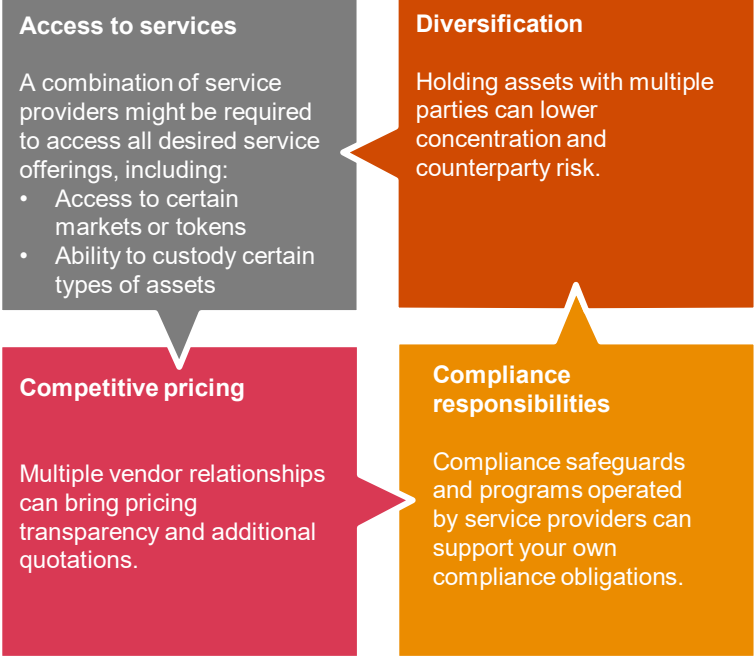 Access to services
A combination of service
providers might be required
to access all desired service
offerings, including:
• Access to certain
markets or tokens
• Ability to custody certain
types of assets
Diversification
Holding assets with multiple
parties can lower
concentration and
counterparty risk.
Competitive pricing
Multiple vendor relationships
can bring pricing
transparency and additional
quotations.
Compliance
responsibilities
Compliance safeguards
and programs operated
by service providers can
support your own
compliance obligations.